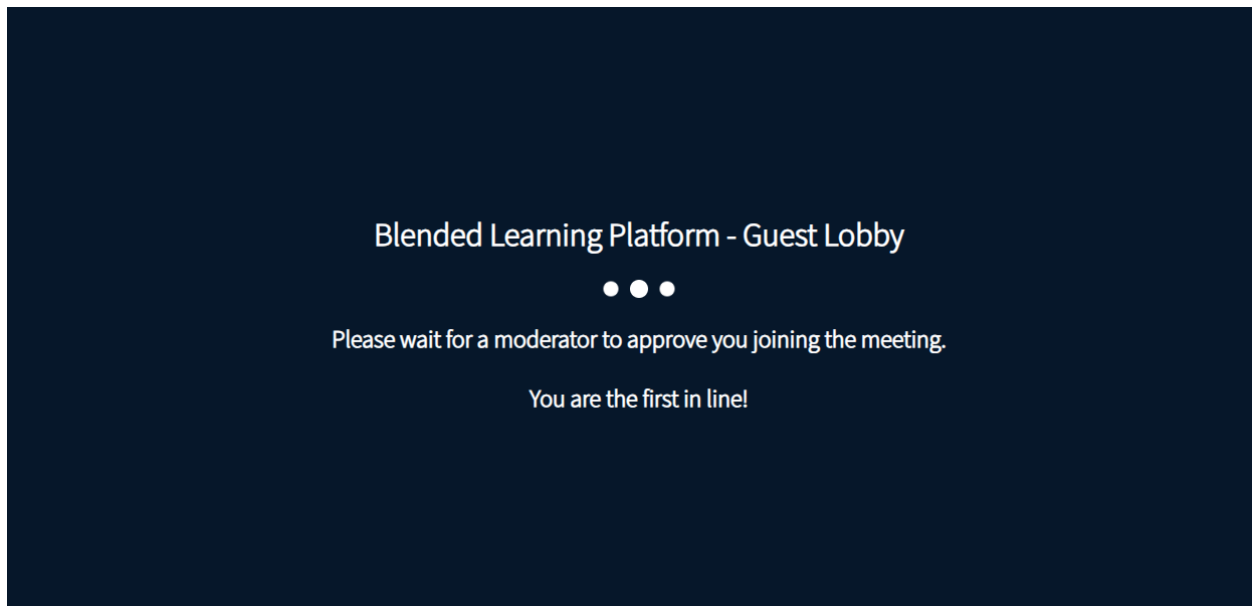 Blended Learning Platform - Guest Lobby
Please wait for a moderator to approve you joining the meeting.
You are the first in line!